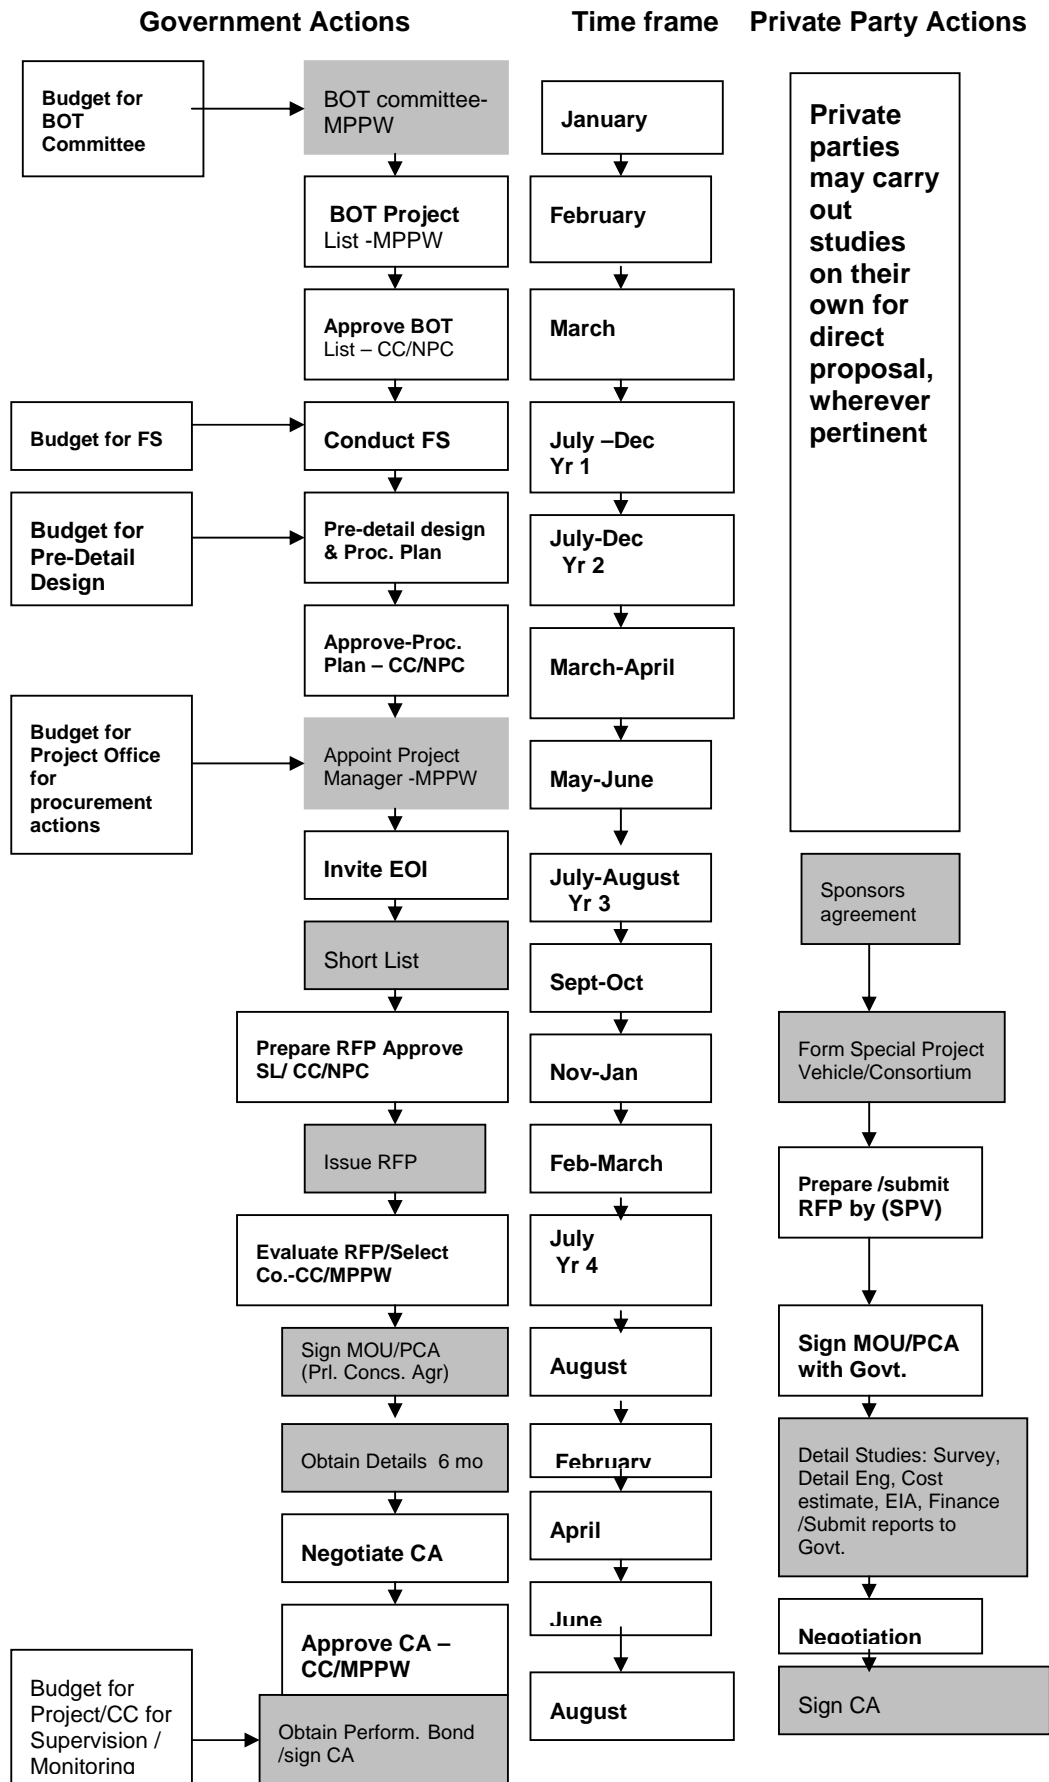 Government Actions
Time frame
Private Party Actions
Budget for
BOT
Committee
BOT committee-
MPPW
BOT Project
List -MPPW
Approve BOT
List – CC/NPC
Budget for FS
Conduct FS
Budget for
Pre-Detail
Design
Pre-detail design
& Proc. Plan
Approve-Proc.
Plan – CC/NPC
Budget for
Project Office
for
procurement
actions
Appoint Project
Manager -MPPW
Invite EOI
Short List
Prepare RFP Approve
SL/ CC/NPC
Issue RFP
Evaluate RFP/Select
Co.-CC/MPPW
Sign MOU/PCA
(Prl. Concs. Agr)
Obtain Details 6 mo
Negotiate CA
Approve CA –
CC/MPPW
Budget for
Project/CC for
Supervision /
Monitoring
Obtain Perform. Bond
/sign CA
January
February
March
July –Dec
Yr 1
July-Dec
Yr 2
March-April
May-June
July-August
Yr 3
Sept-Oct
Nov-Jan
Feb-March
July
Yr 4
August
February
April
June
August
Private
parties
may carry
out
studies
on their
own for
direct
proposal,
wherever
pertinent
Sponsors
agreement
Form Special Project
Vehicle/Consortium
Prepare /submit
RFP by (SPV)
Sign MOU/PCA
with Govt.
Detail Studies: Survey,
Detail Eng, Cost
estimate, EIA, Finance
/Submit reports to
Govt.
Negotiation
Sign CA